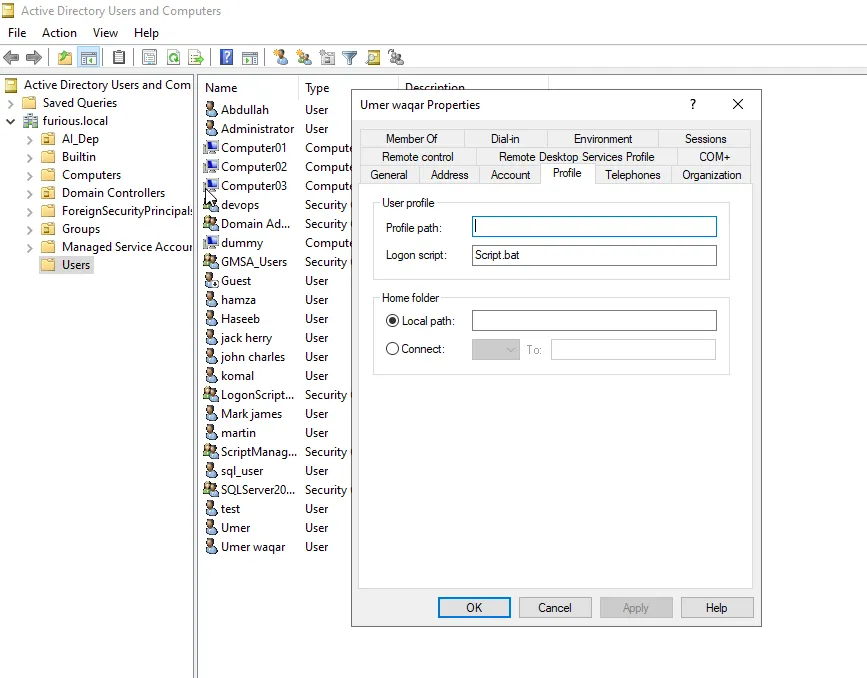 Active Directory Users and Computers
File Action View Help
Active Directory Users and Com
Saved Queries
furious.local
AI_Dep
Builtin
Computers
Domain Controllers
ForeignSecurityPrincipals
Groups
Managed Service Accour
Users
Name Type Description
Abdullah User
Administrator User
Computer01 Compute
Computer02 Compute
Computer03 Compute
devops Security
Domain Ad... Security
dummy Compute
GMSA_Users Security
Guest User
hamza User
Haseeb User
jack herry User
john charles User
komal User
LogonScript... Security
Mark james User
martin User
ScriptManag... Security
sql_user User
SQLServer20... Security
test User
Umer User
Umer waqar User
Umer waqar Properties ?
Member Of Dial-in Environment Sessions
Remote control Remote Desktop Services Profile COM+
General Address Account Profile Telephones Organization
User profile
Profile path:
Logon script: Script.bat
Home folder
Local path:
Connect: To:
OK Cancel Apply Help